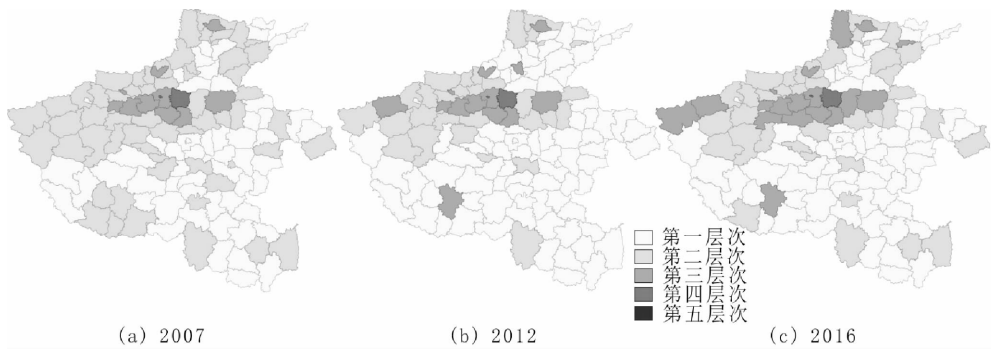 第一层次
第二层次
第三层次
第四层次
第五层次
(a) 2007
(b) 2012
(c) 2016